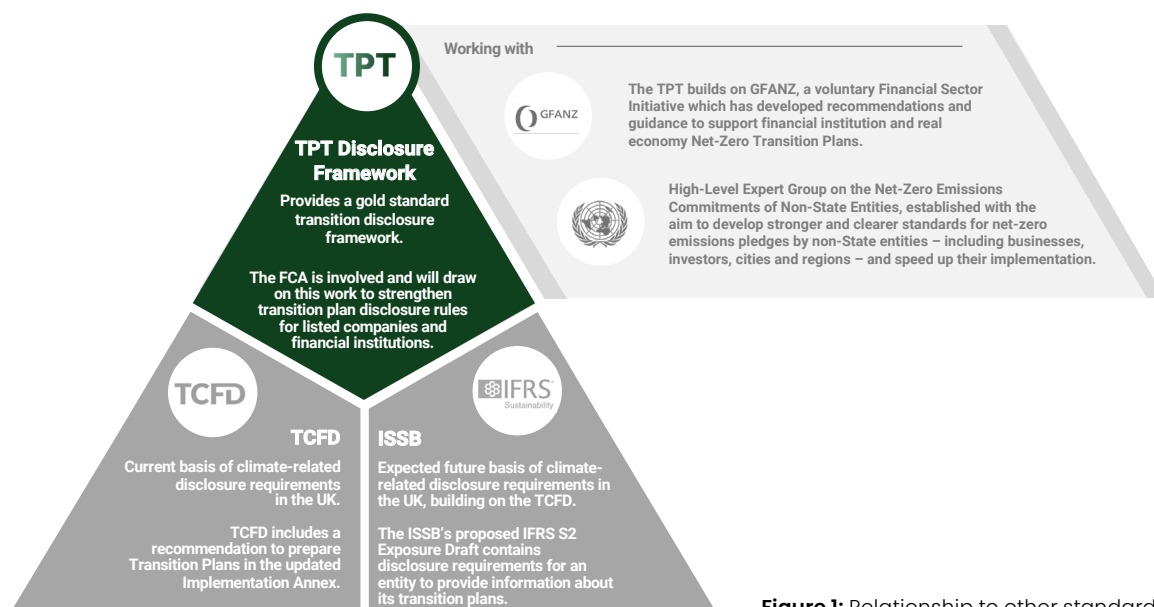 TPT
Working with
GFANZ
The TPT builds on GFANZ, a voluntary Financial Sector
Initiative which has developed recommendations and
guidance to support financial institution and real
economy Net-Zero Transition Plans.
High-Level Expert Group on the Net-Zero Emissions
Commitments of Non-State Entities, established with the
aim to develop stronger and clearer standards for net-zero
emissions pledges by non-State entities – including businesses,
investors, cities and regions – and speed up their implementation.
TPT Disclosure
Framework
Provides a gold standard
transition disclosure
framework.
The FCA is involved and will draw
on this work to strengthen
transition plan disclosure rules
for listed companies and
financial institutions.
TCFD
TCFD
Current basis of climate-related
disclosure requirements
in the UK.
TCFD includes a
recommendation to prepare
Transition Plans in the updated
Implementation Annex.
IFRS
Sustainability
ISSB
Expected future basis of climate-
related disclosure requirements in
the UK, building on the TCFD.
The ISSB's proposed IFRS S2
Exposure Draft contains
disclosure requirements for an
entity to provide information about
its transition plans.
Figure 1: Relationship to other standard